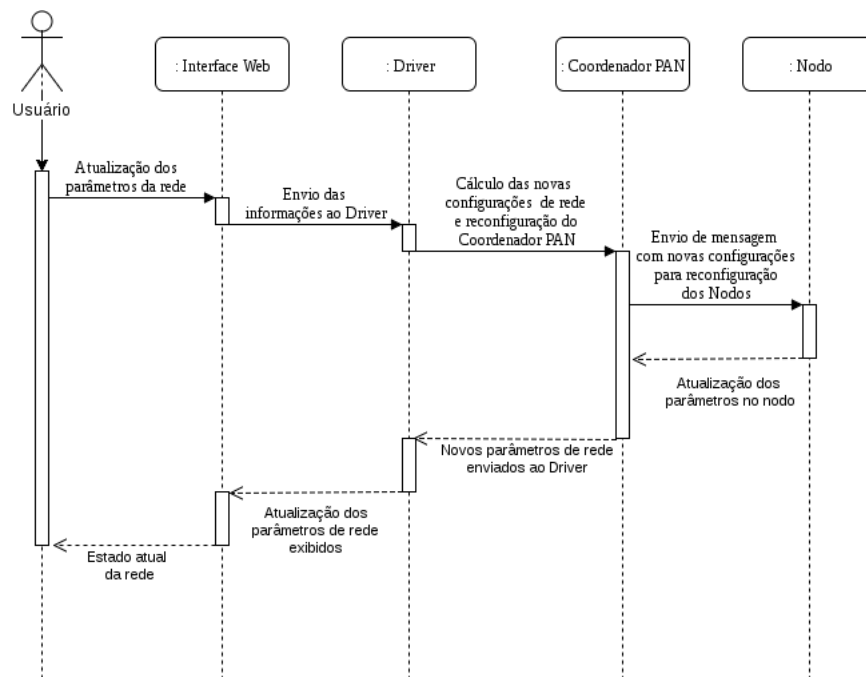 : Interface Web
: Driver
: Coordenador PAN
: Nodo
Usuário
Atualização dos
parâmetros da rede
Envio das
informações ao Driver
Cálculo das novas
configurações de rede
e reconfiguração do
Coordenador PAN
Envio de mensagem
com novas configurações
para reconfiguração
dos Nodos
Atualização dos
parâmetros no nodo
Novos parâmetros de rede
enviados ao Driver
Atualização dos
parâmetros de rede
exibidos
Estado atual
da rede